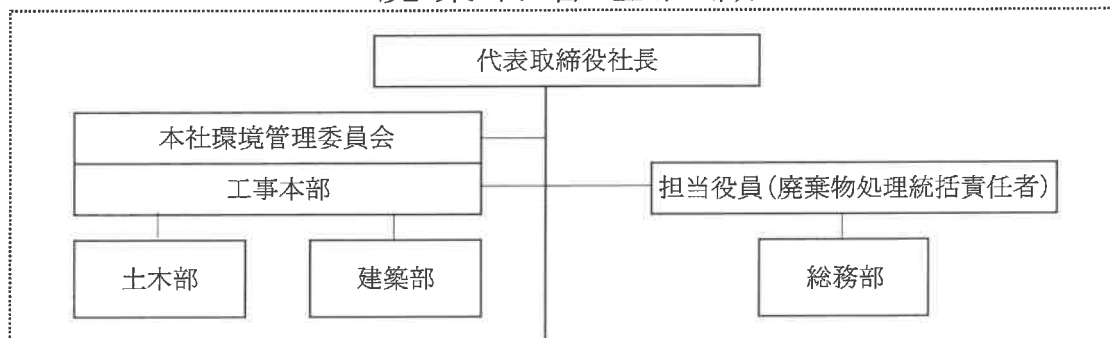 代表取締役社長
本社環境管理委員会
工事本部
担当役員(廃棄物処理統括責任者)
土木部
建築部
総務部